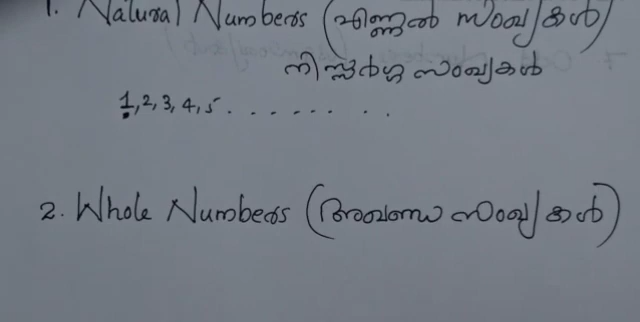 1. Natural Numbers (എണ്ണൽ സംഖ്യകൾ)
നിസ്സർഗ്ഗ സംഖ്യകൾ
1, 2, 3, 4, 5 . . . . . . . .
2. Whole Numbers (അഖണ്ഡ സംഖ്യകൾ)